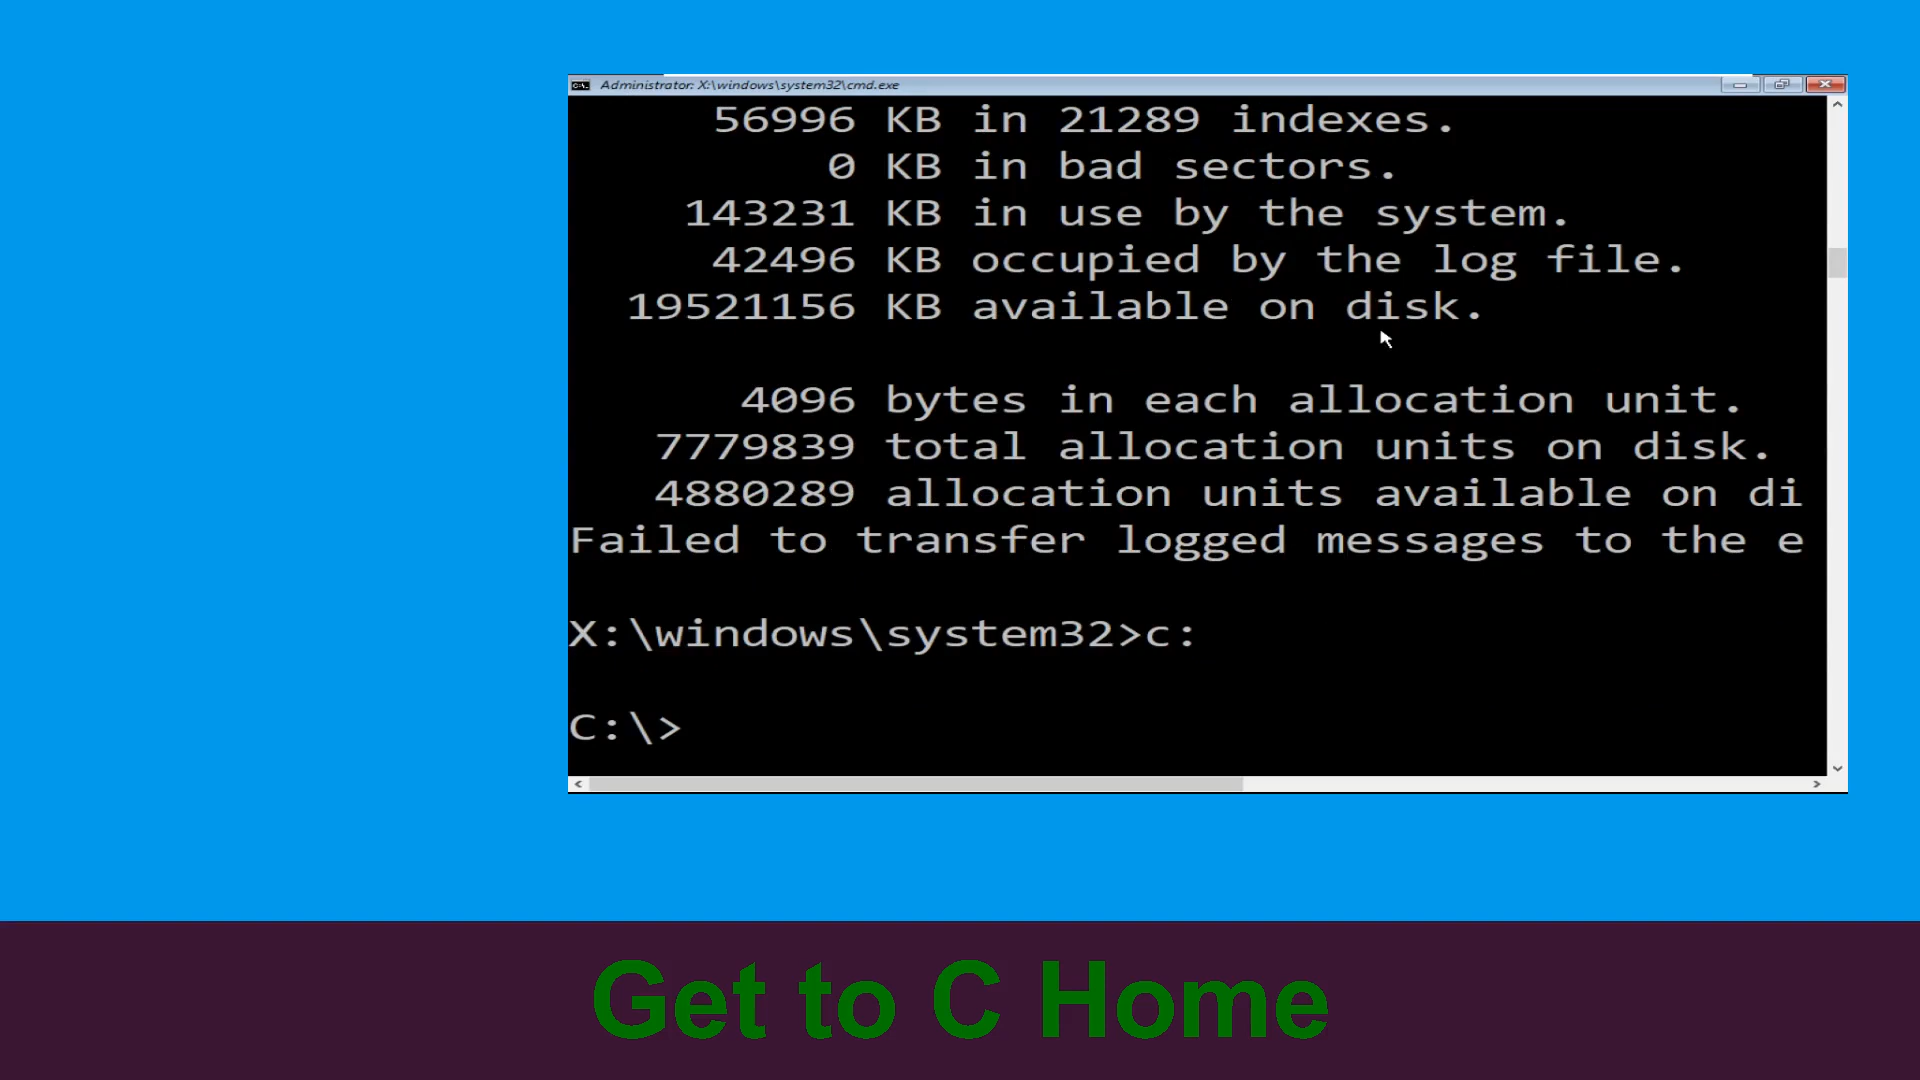 Administrator: X:\windows\system32\cmd.exe
56996 KB in 21289 indexes.
0 KB in bad sectors.
143231 KB in use by the system.
42496 KB occupied by the log file.
19521156 KB available on disk.
4096 bytes in each allocation unit.
7779839 total allocation units on disk.
4880289 allocation units available on di
Failed to transfer logged messages to the e
X:\windows\system32>c:
C:\>
Get to C Home